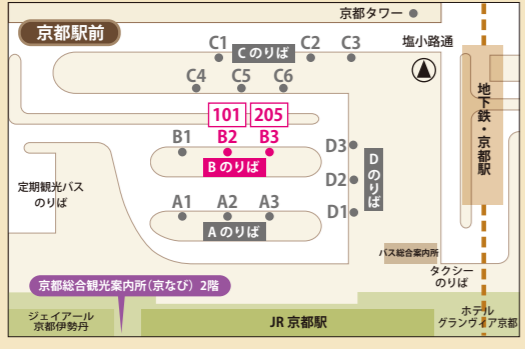 京都タワー
京都駅前
C1
C2
C3
塩小路通
Cのりば
C4
C5
C6
地下鉄・京都駅
101
205
B1
B2
B3
Bのりば
D3
D2
D1
Dのりば
定期観光バス
のりば
A1
A2
A3
Aのりば
バス総合案内所
タクシー
のりば
京都総合観光案内所(京なび) 2階
ジェイアール
京都伊勢丹
JR 京都駅
ホテル
グランヴィア京都